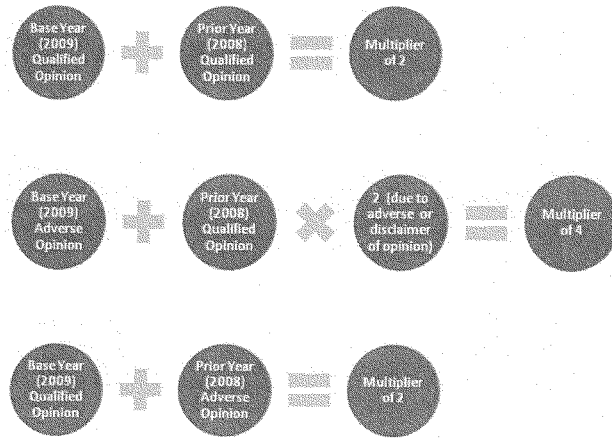 Base Year
(2009)
Qualified
Opinion
+
Prior Year
(2008)
Qualified
Opinion
=
Multiplier
of 2
Base Year
(2009)
Adverse
Opinion
+
Prior Year
(2008)
Qualified
Opinion
×
2 (due to
adverse or
disclaimer
of opinion)
=
Multiplier
of 4
Base Year
(2009)
Qualified
Opinion
+
Prior Year
(2008)
Adverse
Opinion
=
Multiplier
of 2